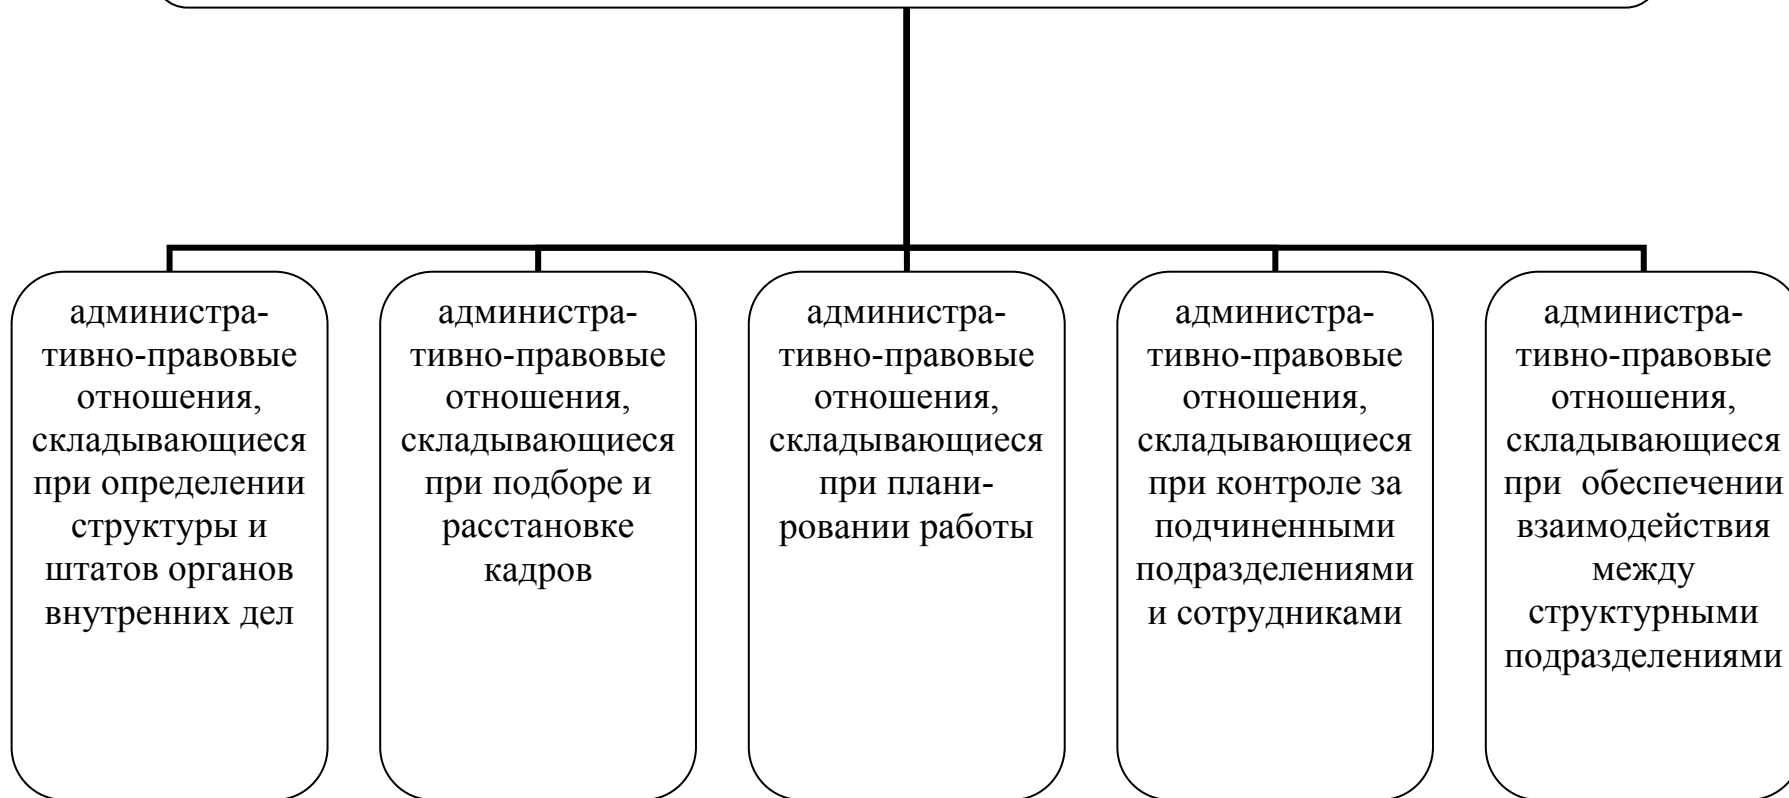 администра-
тивно-правовые
отношения,
складывающиеся
при определении
структуры и
штатов органов
внутренних дел
администра-
тивно-правовые
отношения,
складывающиеся
при подборе и
расстановке
кадров
администра-
тивно-правовые
отношения,
складывающиеся
при плани-
ровании работы
администра-
тивно-правовые
отношения,
складывающиеся
при контроле за
подчиненными
подразделениями
и сотрудниками
администра-
тивно-правовые
отношения,
складывающиеся
при  обеспечении
взаимодействия
между
структурными
подразделениями